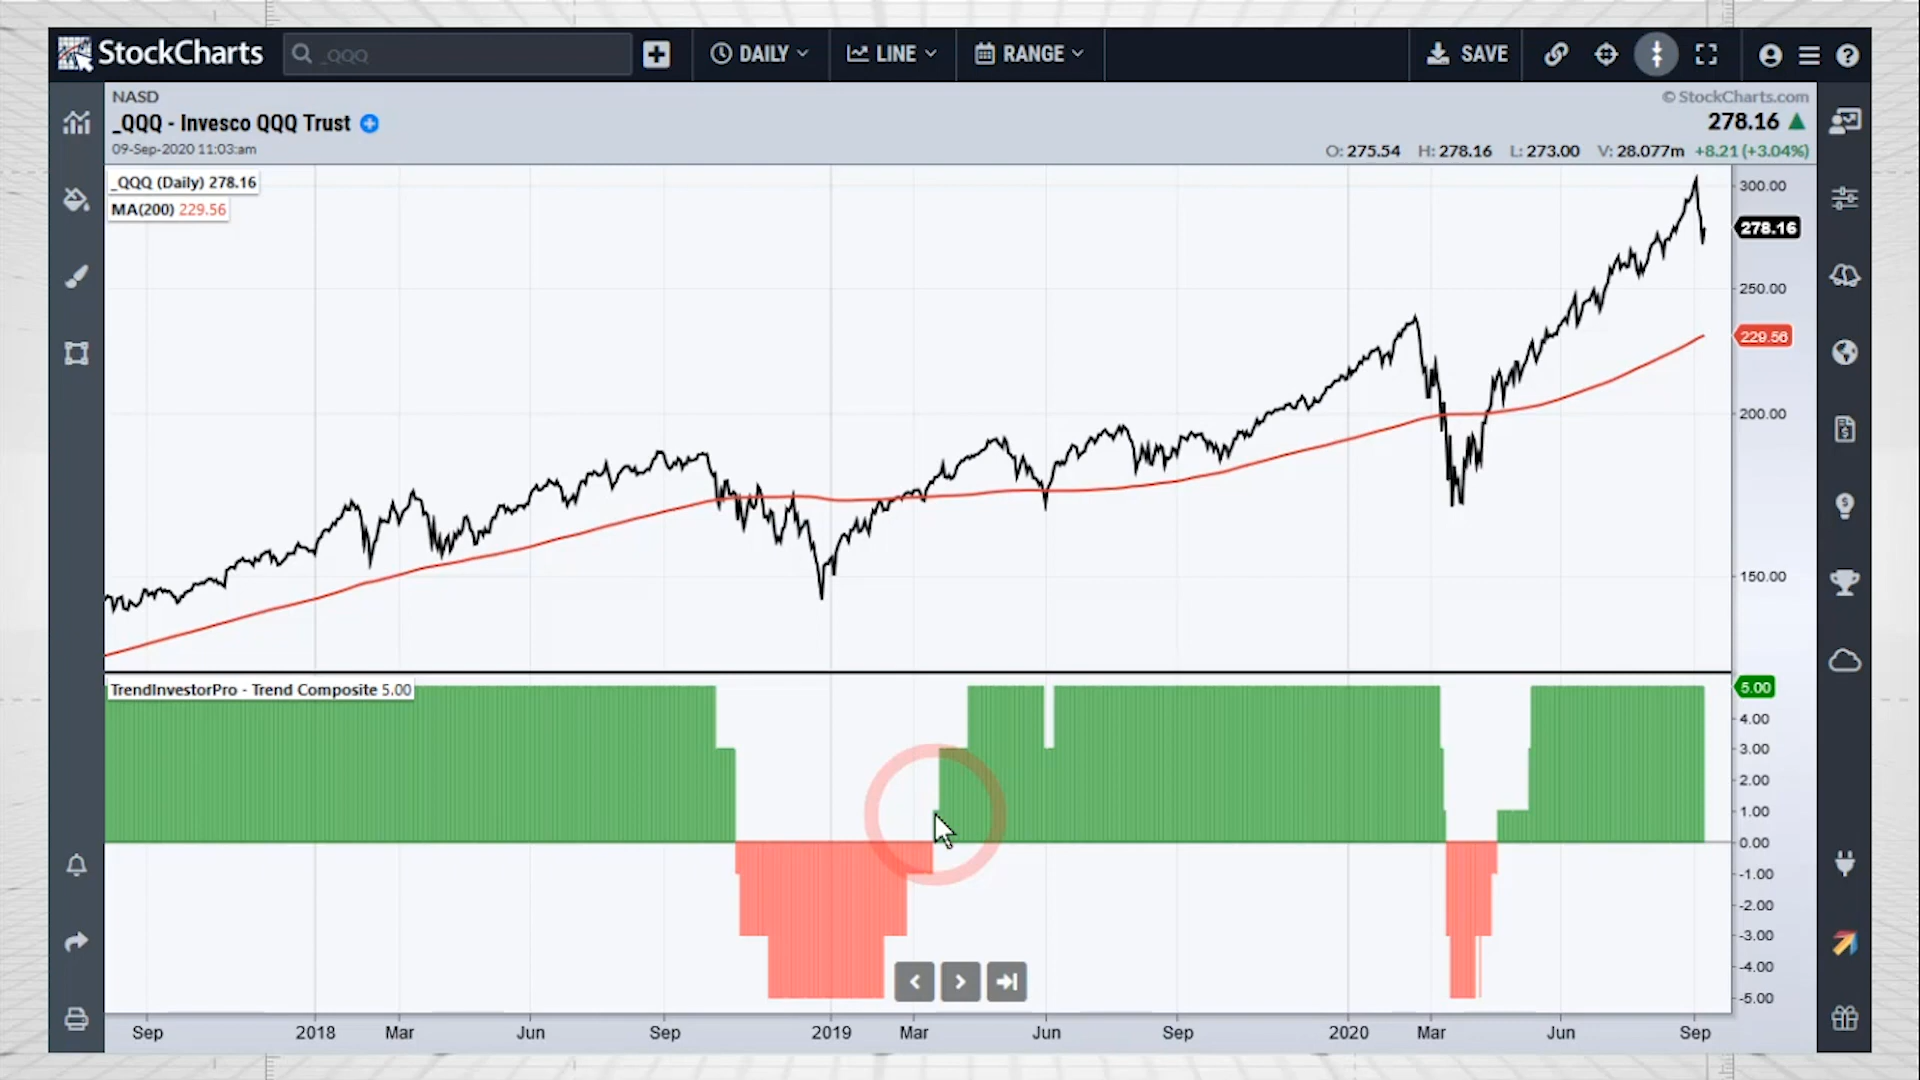 StockCharts
_QQQ
DAILY
LINE
RANGE
SAVE
NASD
© StockCharts.com
_QQQ - Invesco QQQ Trust
278.16
09-Sep-2020 11:03am
O: 275.54 H: 278.16 L: 273.00 V: 28.077m +8.21 (+3.04%)
_QQQ (Daily) 278.16
MA(200) 229.56
300.00
278.16
250.00
229.56
200.00
150.00
TrendInvestorPro - Trend Composite 5.00
5.00
4.00
3.00
2.00
1.00
0.00
-1.00
-2.00
-3.00
-4.00
-5.00
Sep 2018 Mar Jun Sep 2019 Mar Jun Sep 2020 Mar Jun Sep